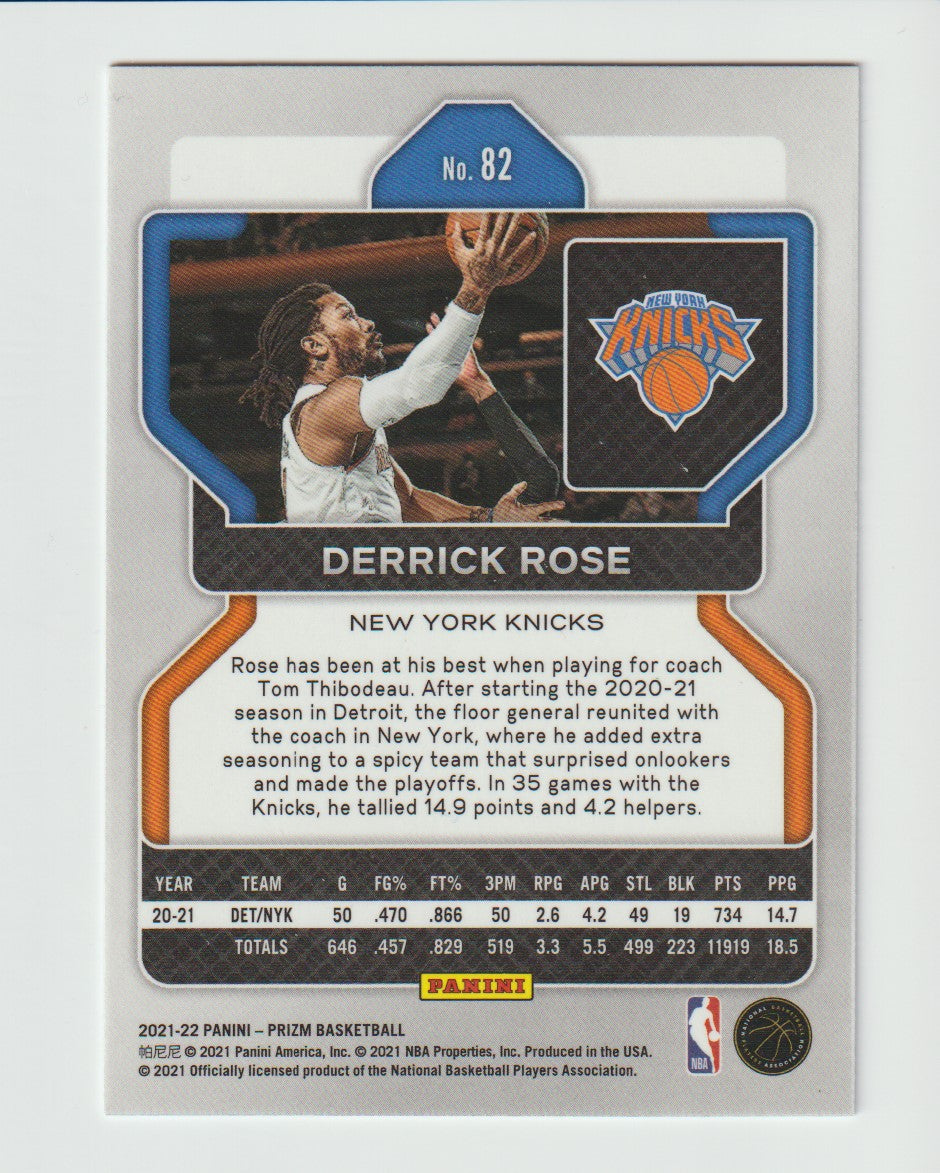 No. 82
NEW YORK
KNICKS
DERRICK ROSE
NEW YORK KNICKS
Rose has been at his best when playing for coach
Tom Thibodeau. After starting the 2020-21
season in Detroit, the floor general reunited with
the coach in New York, where he added extra
seasoning to a spicy team that surprised onlookers
and made the playoffs. In 35 games with the
Knicks, he tallied 14.9 points and 4.2 helpers.
YEAR TEAM G FG% FT% 3PM RPG APG STL BLK PTS PPG
20-21 DET/NYK 50 .470 .866 50 2.6 4.2 49 19 734 14.7
TOTALS 646 .457 .829 519 3.3 5.5 499 223 11919 18.5
PANINI
2021-22 PANINI – PRIZM BASKETBALL
帕尼尼 © 2021 Panini America, Inc. © 2021 NBA Properties, Inc. Produced in the USA.
© 2021 Officially licensed product of the National Basketball Players Association.
NBA
NATIONAL BASKETBALL
PLAYERS ASSOCIATION